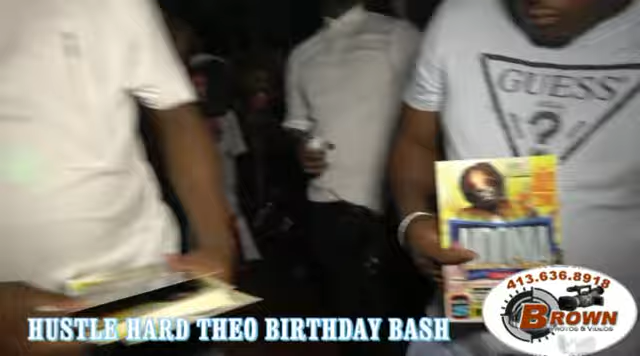 GUESS
?
413.636.8918
BROWN
PHOTOS & VIDEOS
HUSTLE HARD THEO BIRTHDAY BASH